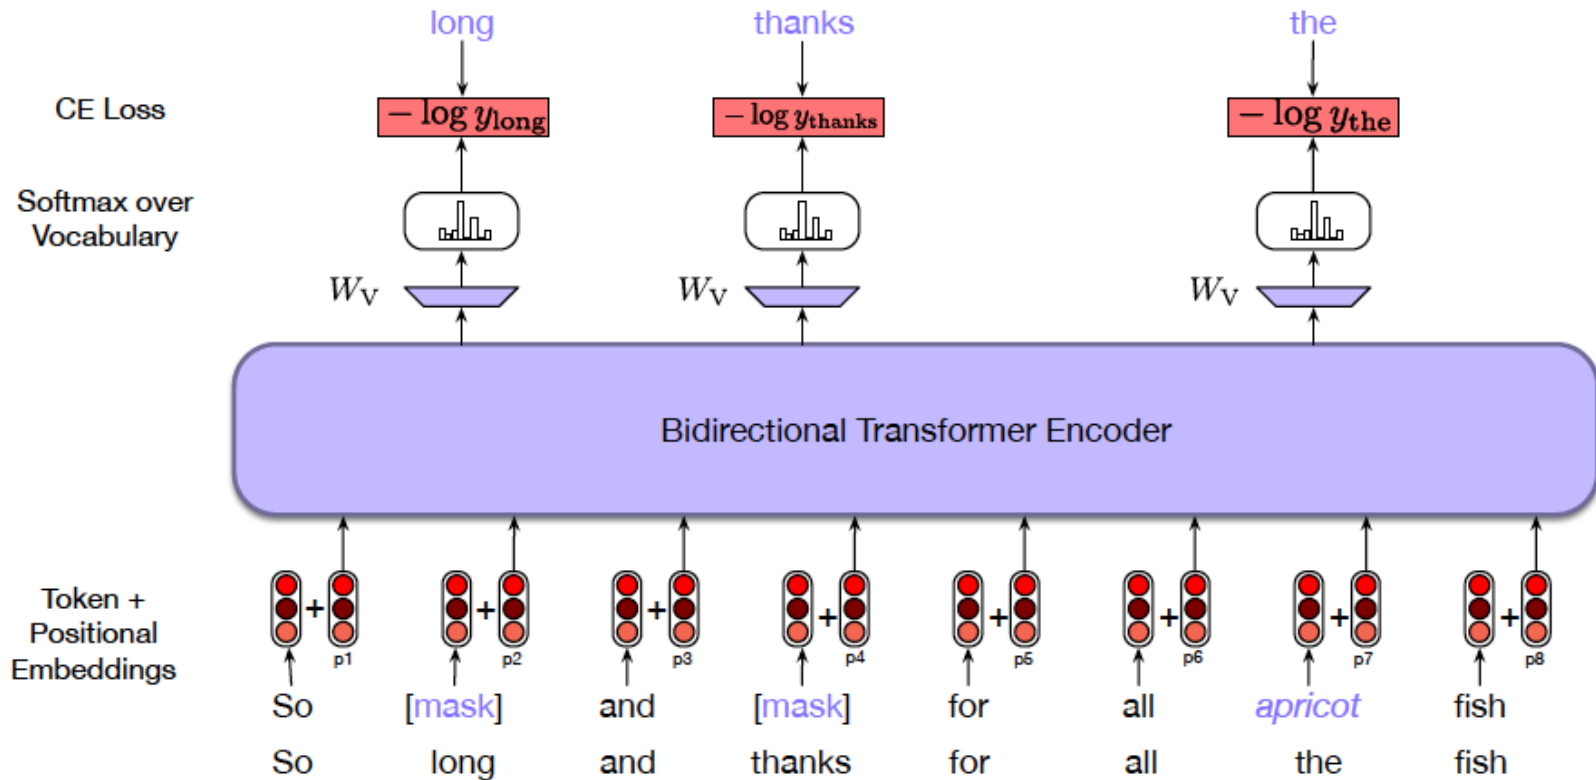 long thanks the
CE Loss
− log y_long − log y_thanks − log y_the
Softmax over
Vocabulary
W_V W_V W_V
Bidirectional Transformer Encoder
Token +
Positional
Embeddings
+ + + + + + + +
p1 p2 p3 p4 p5 p6 p7 p8
So [mask] and [mask] for all apricot fish
So long and thanks for all the fish